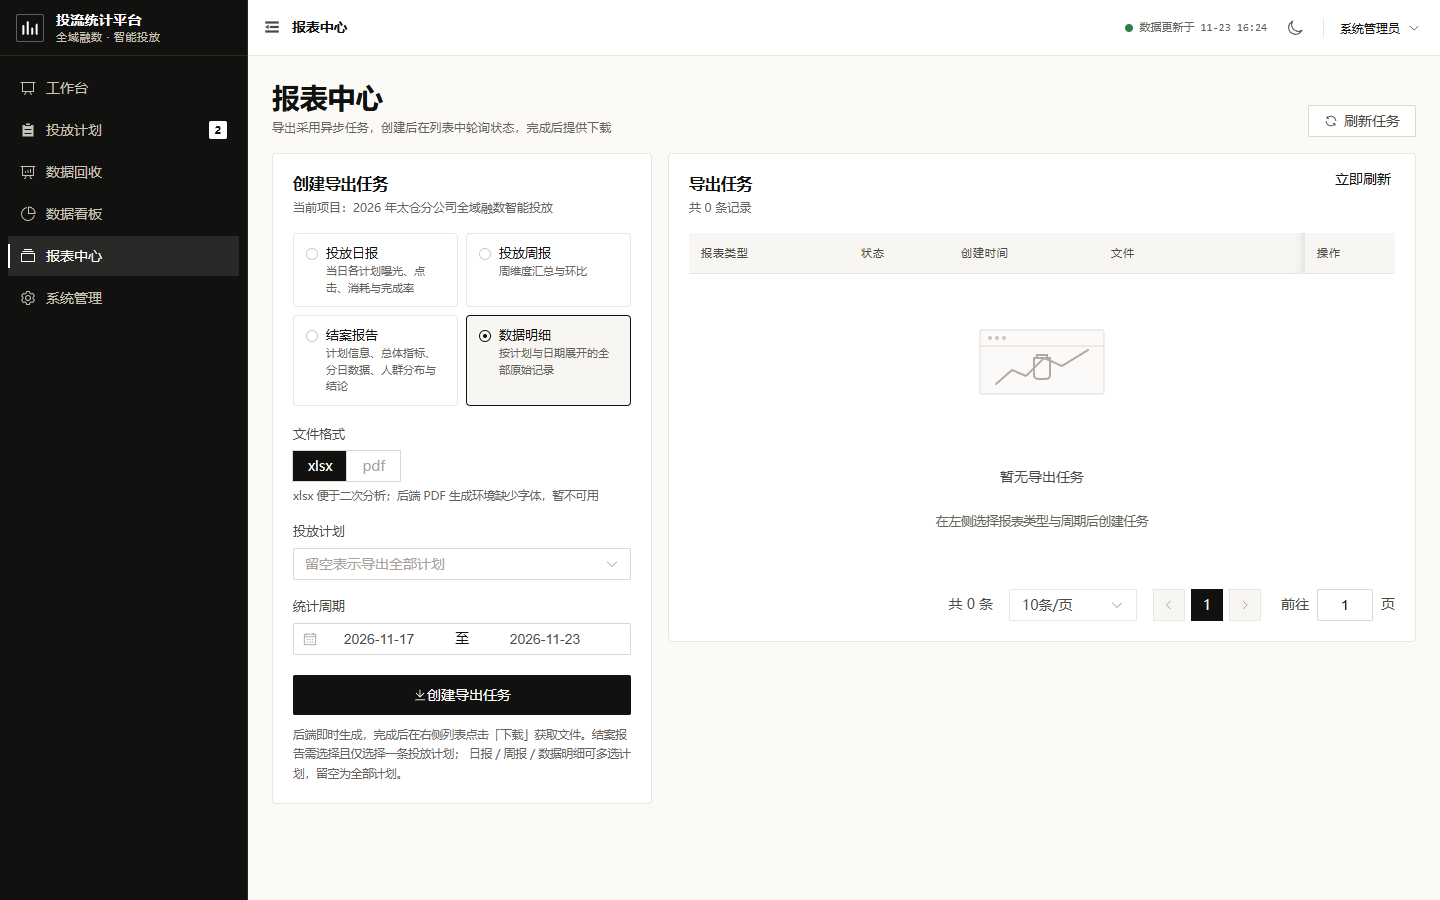 投流统计平台
全域融数 · 智能投放
报表中心
数据更新于 11-23 16:24
系统管理员
工作台
投放计划
2
数据回收
数据看板
报表中心
系统管理
报表中心
导出采用异步任务，创建后在列表中轮询状态，完成后提供下载
刷新任务
创建导出任务
当前项目：2026 年太仓分公司全域融数智能投放
投放日报
当日各计划曝光、点
击、消耗与完成率
投放周报
周维度汇总与环比
结案报告
计划信息、总体指标、
分日数据、人群分布与
结论
数据明细
按计划与日期展开的全
部原始记录
文件格式
xlsx
pdf
xlsx 便于二次分析；后端 PDF 生成环境缺少字体，暂不可用
投放计划
留空表示导出全部计划
统计周期
2026-11-17 至 2026-11-23
创建导出任务
后端即时生成，完成后在右侧列表点击「下载」获取文件。结案报
告需选择且仅选择一条投放计划； 日报 / 周报 / 数据明细可多选计
划，留空为全部计划。
导出任务
立即刷新
共 0 条记录
报表类型 状态 创建时间 文件 操作
暂无导出任务
在左侧选择报表类型与周期后创建任务
共 0 条 10条/页 1 前往 1 页